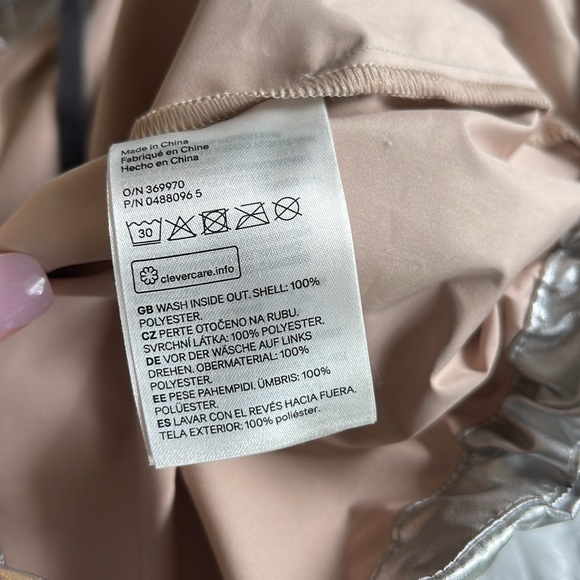 Made in China
Fabriqué en Chine
Hecho en China
O/N 369970
P/N 0488096 5
30
clevercare.info
GB WASH INSIDE OUT. SHELL: 100%
POLYESTER.
CZ PERTE OTOČENO NA RUBU.
SVRCHNÍ LÁTKA: 100% POLYESTER.
DE VOR DER WÄSCHE AUF LINKS
DREHEN. OBERMATERIAL: 100%
POLYESTER.
EE PESE PAHEMPIDI. ÜMBRIS: 100%
POLÜESTER.
ES LAVAR CON EL REVÉS HACIA FUERA.
TELA EXTERIOR: 100% poliéster.